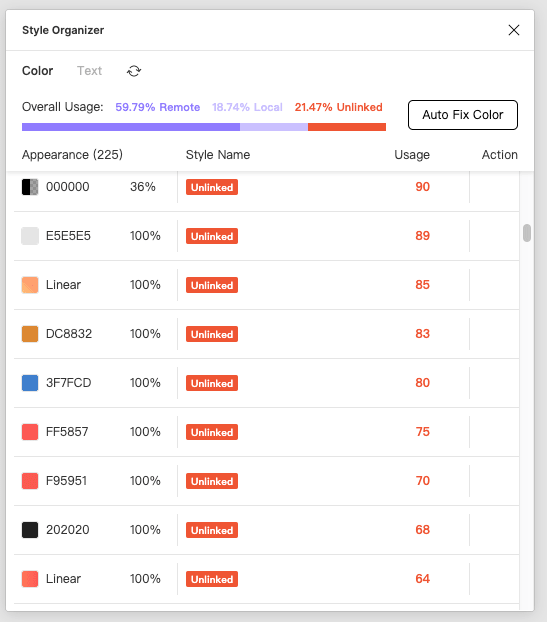 Style Organizer
Color Text
Overall Usage: 59.79% Remote 18.74% Local 21.47% Unlinked
Auto Fix Color
Appearance (225) Style Name Usage Action
000000 36% Unlinked 90
E5E5E5 100% Unlinked 89
Linear 100% Unlinked 85
DC8832 100% Unlinked 83
3F7FCD 100% Unlinked 80
FF5857 100% Unlinked 75
F95951 100% Unlinked 70
202020 100% Unlinked 68
Linear 100% Unlinked 64